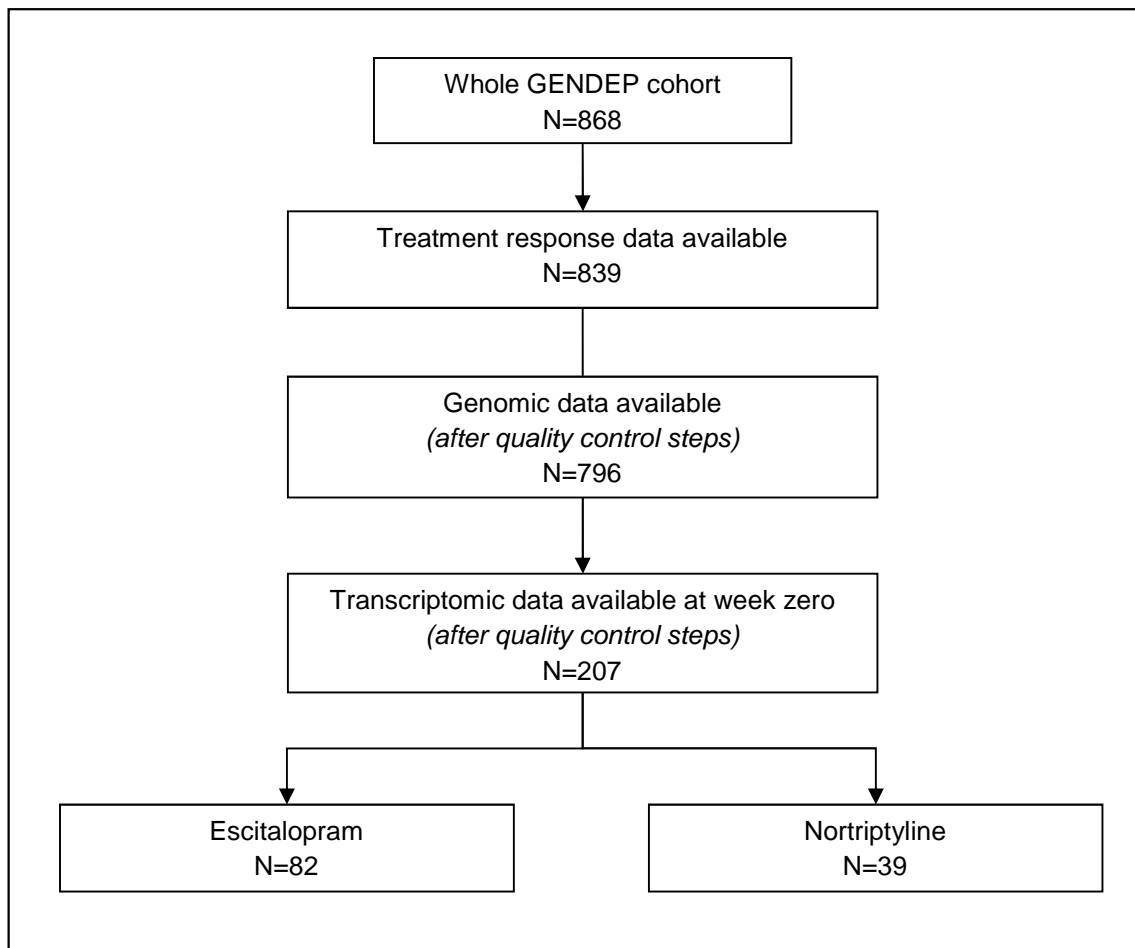 Whole GENDEP cohort
N=868
Treatment response data available
N=839
Genomic data available
(after quality control steps)
N=796
Transcriptomic data available at week zero
(after quality control steps)
N=207
Escitalopram
N=82
Nortriptyline
N=39